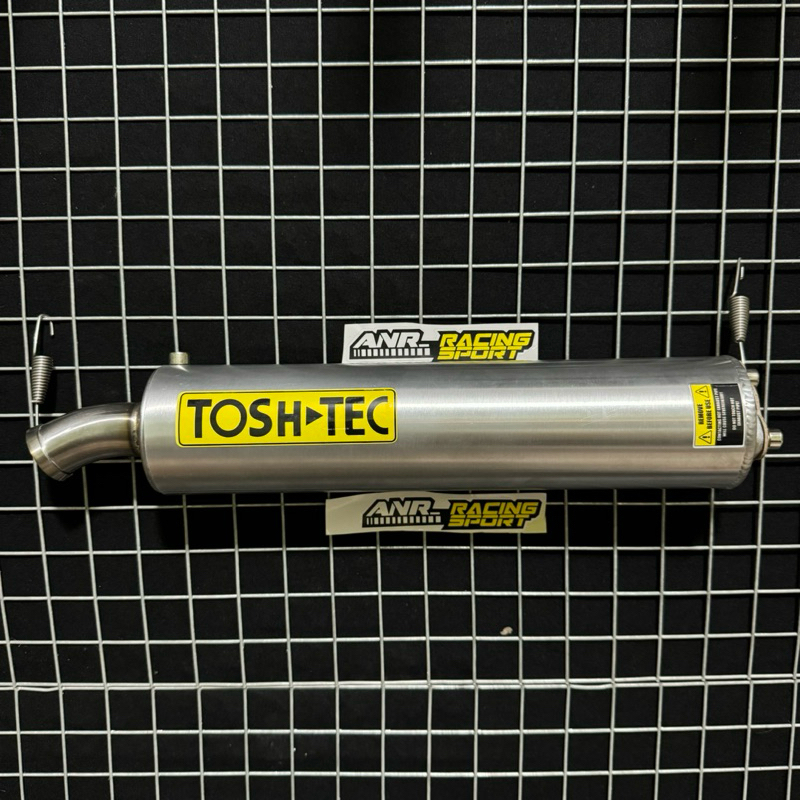 ANR RACING
SPORT
TOSH▶TEC
REMOVE
BEFORE USE
ANR RACING
SPORT